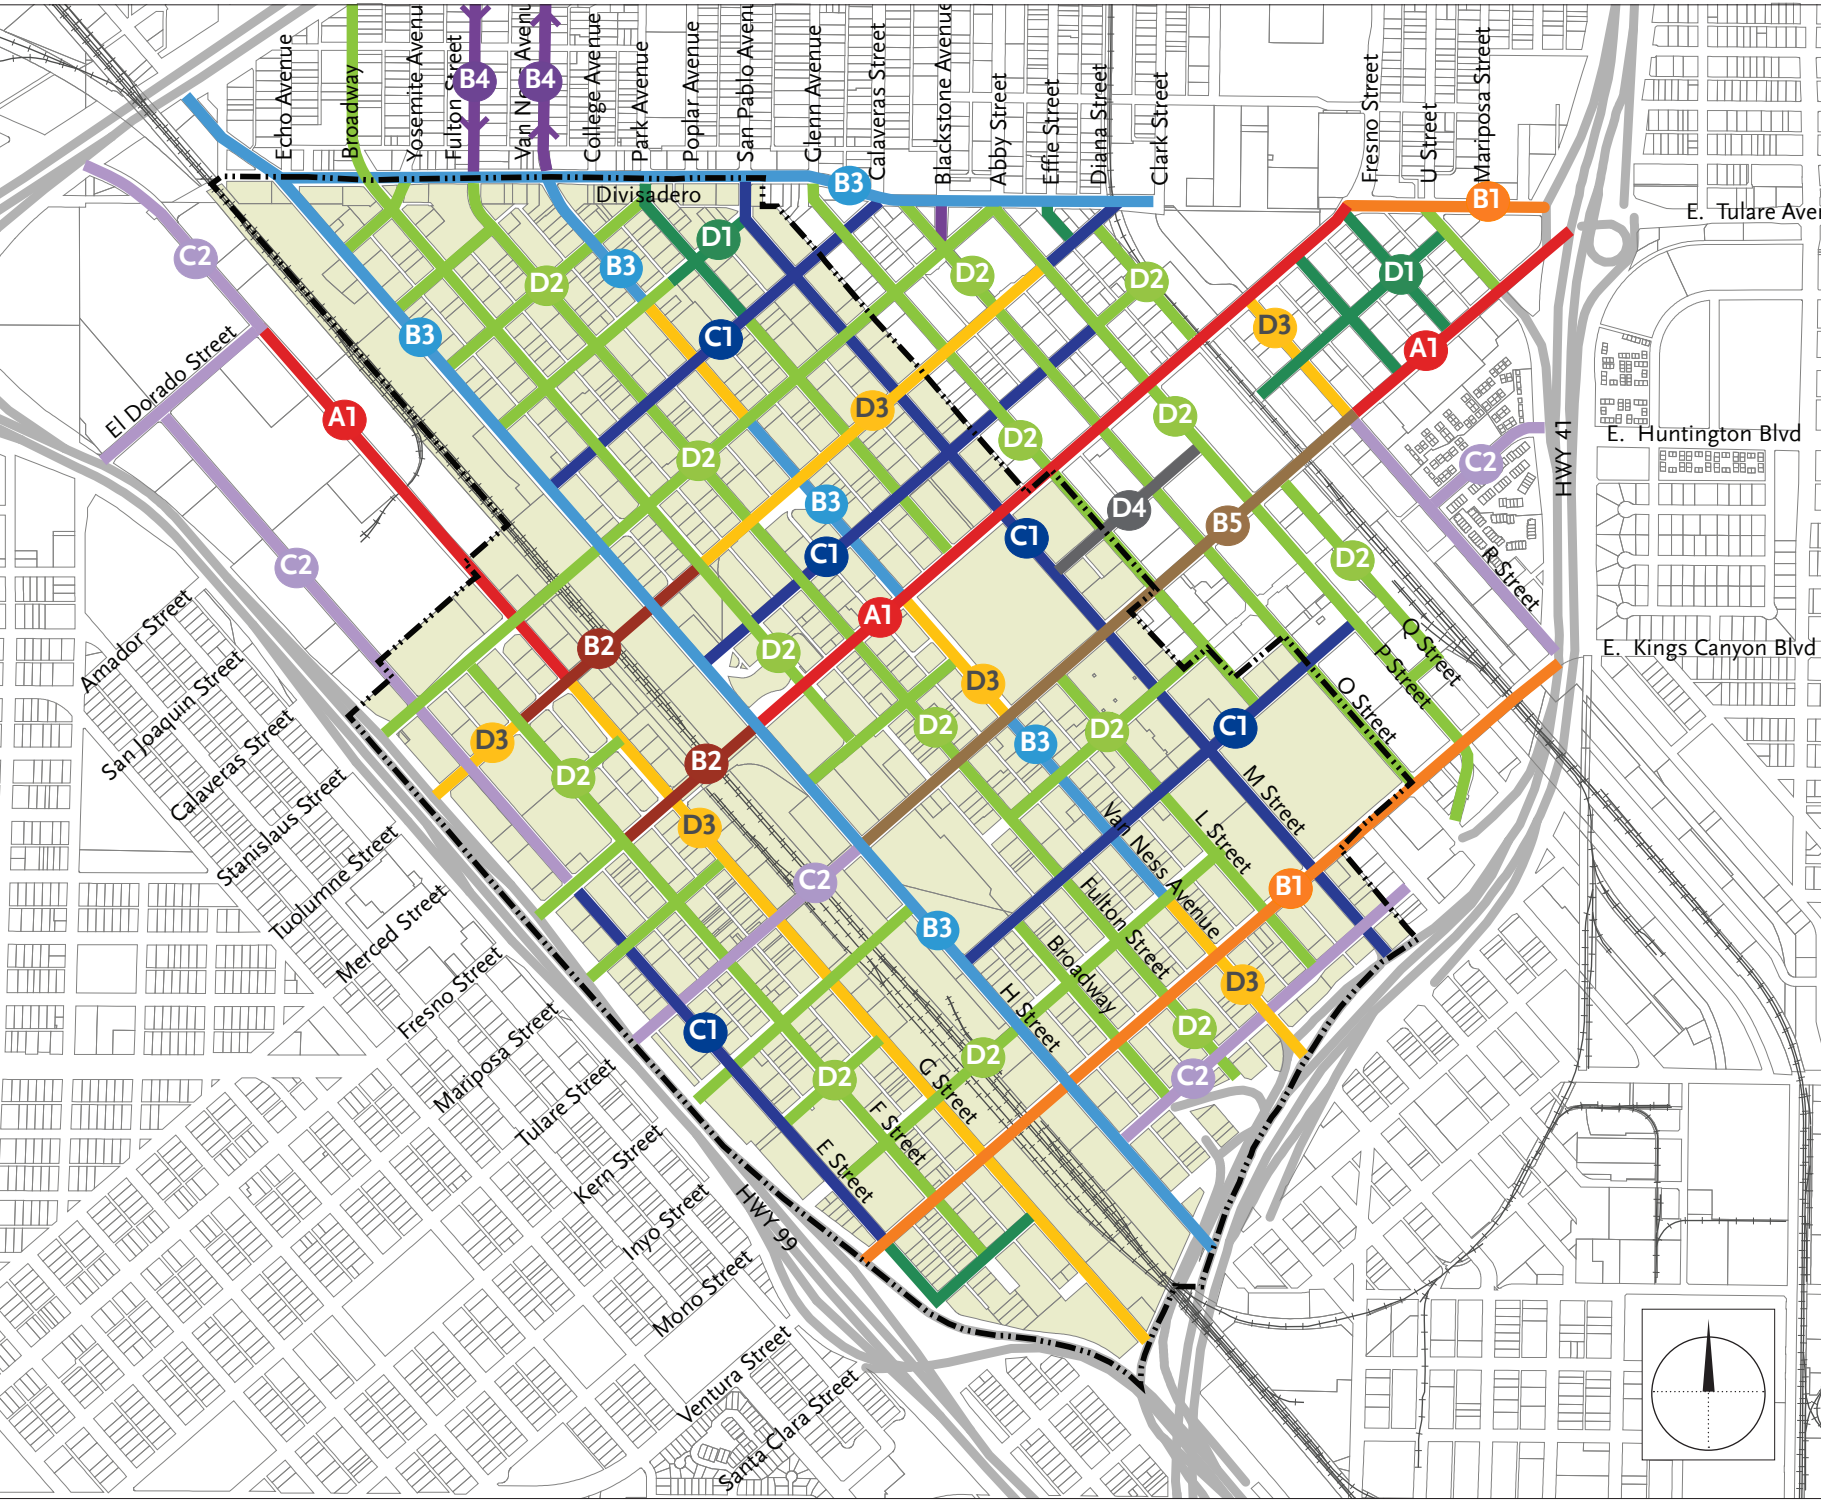 Echo Avenue
Broadway
Yosemite Avenu
Fulton Street
Van Ness Avenu
College Avenue
Park Avenue
Poplar Avenue
San Pablo Avenu
Glenn Avenue
Calaveras Street
Blackstone Avenue
Abby Street
Effie Street
Diana Street
Clark Street
Fresno Street
U Street
Mariposa Street
B4
B4
B3
Divisadero
B1
E. Tulare Aven
C2
D1
B3
D2
D2
D2
D1
D3
B3
C1
A1
El Dorado Street
A1
D3
D2
D2
E. Huntington Blvd
HWY 41
D2
C2
B3
D4
B5
C1
C1
D2
C2
R Street
Amador Street
A1
Q Street
E. Kings Canyon Blvd
B2
D2
P Street
San Joaquin Street
D3
O Street
D2
D2
C1
D3
B3
Calaveras Street
B2
D2
M Street
Stanislaus Street
D3
Van Ness Avenue
L Street
Tuolumne Street
C2
B1
Merced Street
Fulton Street
B3
Broadway
Fresno Street
D3
H Street
Mariposa Street
C1
D2
D2
Tulare Street
D2
G Street
C2
Kern Street
F Street
E Street
Inyo Street
HWY 99
Mono Street
Ventura Street
Santa Clara Street